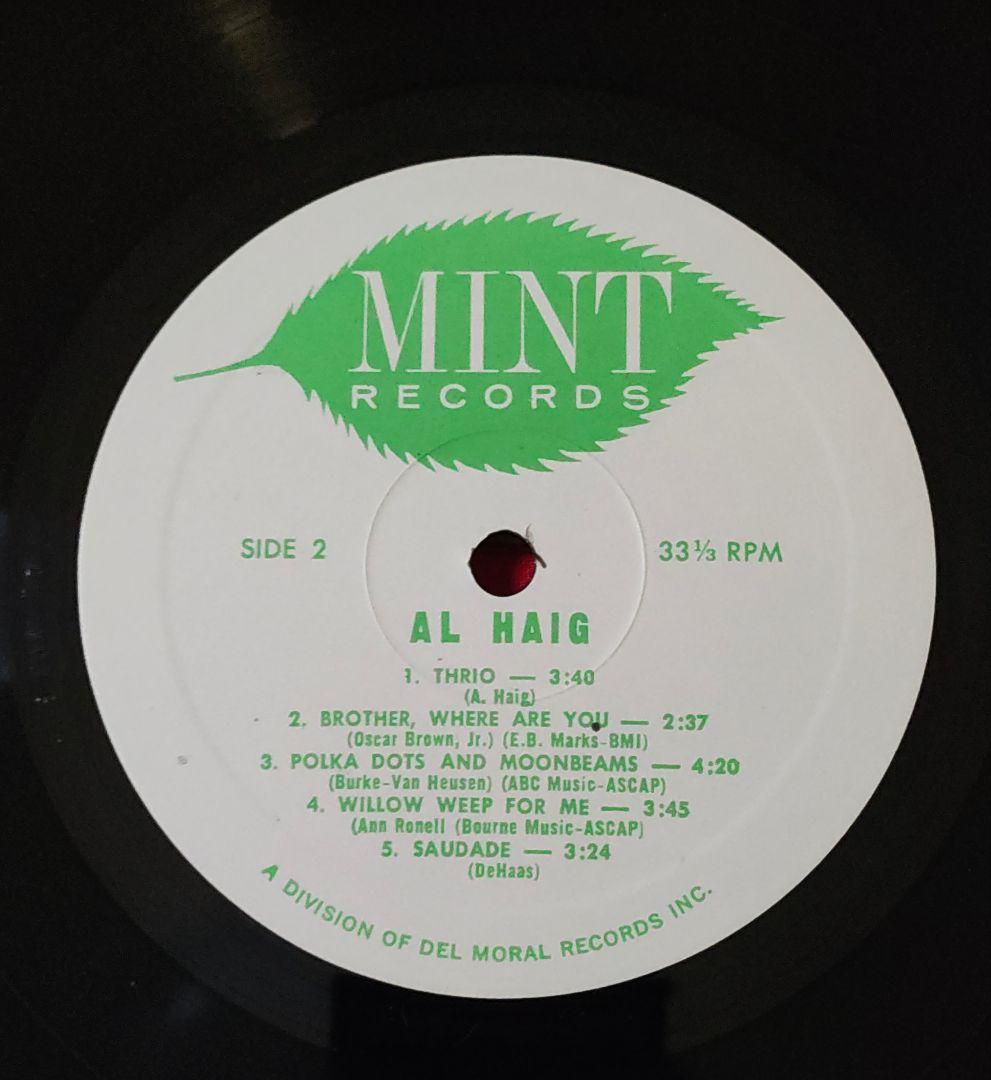 MINT
RECORDS
SIDE 2
33⅓ RPM
AL HAIG
1. THRIO — 3:40
(A. Haig)
2. BROTHER, WHERE ARE YOU — 2:37
(Oscar Brown, Jr.) (E.B. Marks-BMI)
3. POLKA DOTS AND MOONBEAMS — 4:20
(Burke-Van Heusen) (ABC Music-ASCAP)
4. WILLOW WEEP FOR ME — 3:45
(Ann Ronell (Bourne Music-ASCAP)
5. SAUDADE — 3:24
(DeHaas)
A DIVISION OF DEL MORAL RECORDS INC.